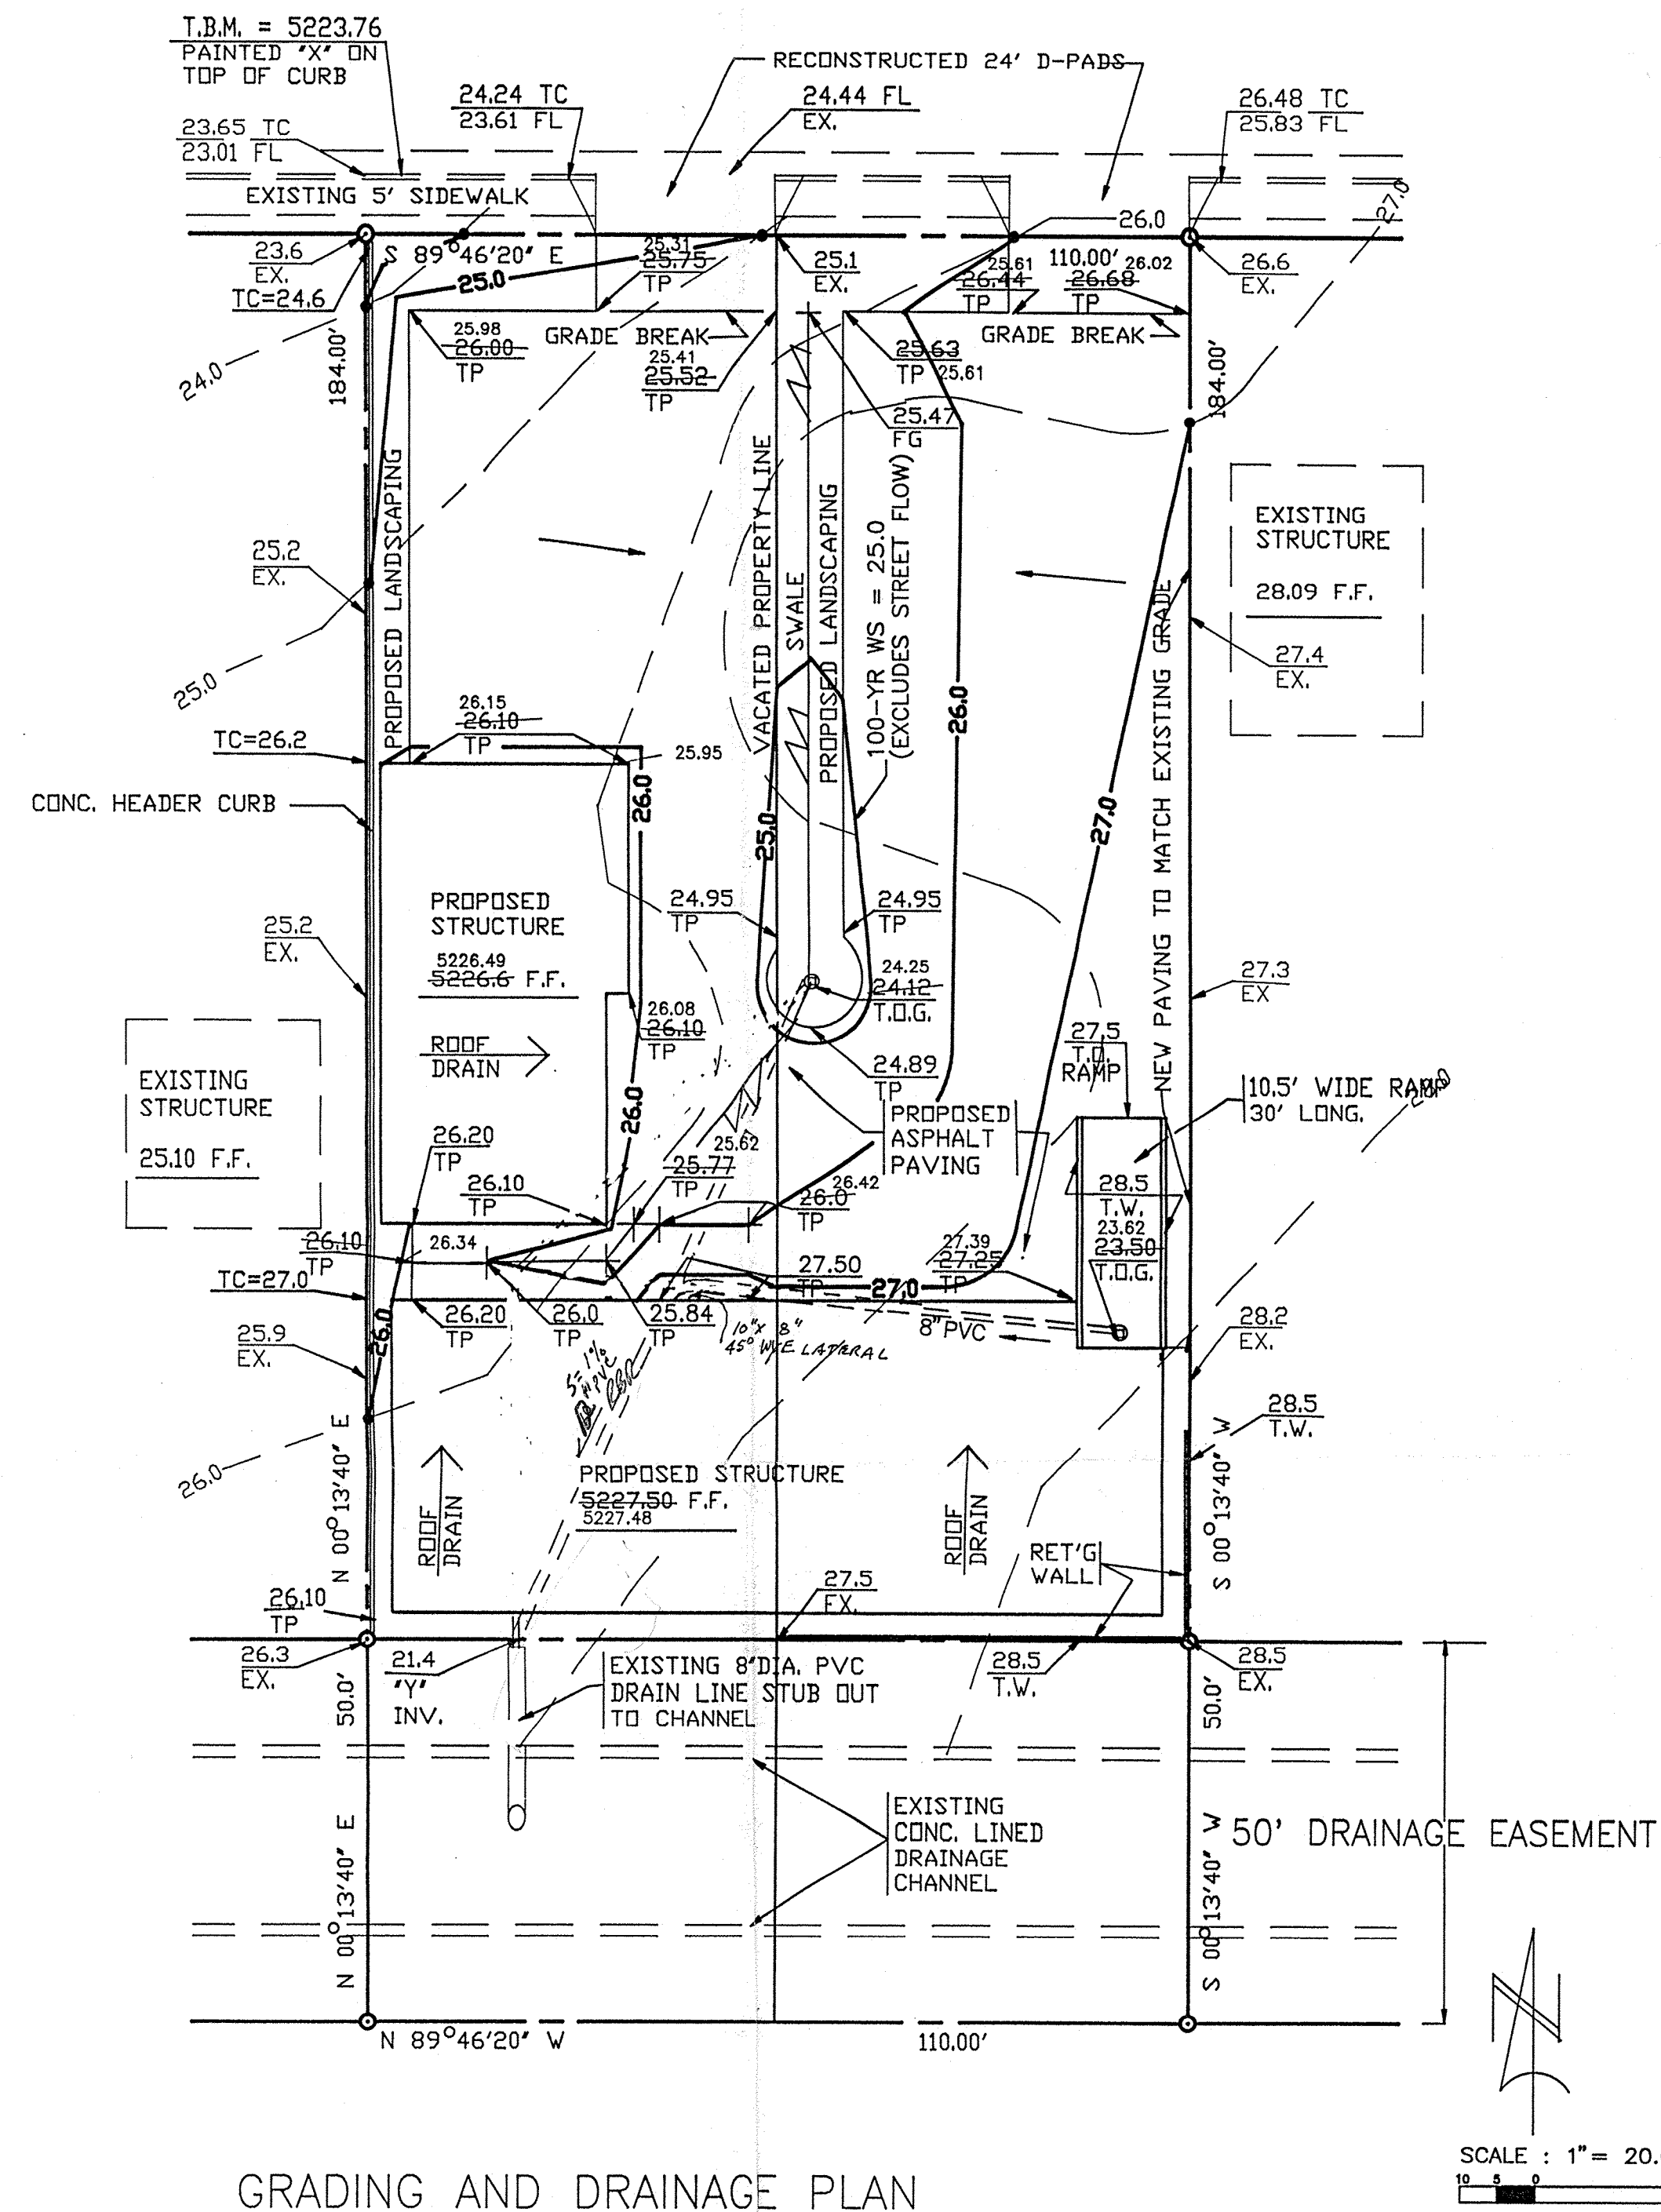 T.B.M. = 5223.76
PAINTED "X" ON
TOP OF CURB
RECONSTRUCTED 24' D-PADS
24.24 TC
23.61 FL
24.44 FL
EX.
26.48 TC
25.83 FL
23.65 TC
23.01 FL
EXISTING 5' SIDEWALK
27.0
26.0
23.6
EX.
S 89°46'20" E
25.31
25.75
TP
25.1
EX.
25.61
26.44
TP
110.00'
26.02
26.68
TP
26.6
EX.
TC=24.6
25.0
25.98
26.00
TP
GRADE BREAK
25.41
25.52
TP
GRADE BREAK
25.63
TP 25.61
24.0
184.00'
184.00'
25.47
FG
PROPOSED LANDSCAPING
VACATED PROPERTY LINE
SWALE
PROPOSED LANDSCAPING
100-YR WS = 25.0
(EXCLUDES STREET FLOW)
EXISTING
STRUCTURE
28.09 F.F.
25.2
EX.
27.4
EX.
NEW PAVING TO MATCH EXISTING GRADE
25.0
26.15
26.10
TP
25.95
26.0
TC=26.2
CONC. HEADER CURB
26.0
25.0
27.0
PROPOSED
STRUCTURE
5226.49
5226.6 F.F.
24.95
TP
24.95
TP
25.2
EX.
24.25
24.12
T.O.G.
27.3
EX
26.08
26.10
TP
ROOF
DRAIN
24.89
TP
27.5
T.O.
RAMP
10.5' WIDE RAMP
30' LONG.
EXISTING
STRUCTURE
25.10 F.F.
26.0
PROPOSED
ASPHALT
PAVING
26.20
TP
25.62
25.77
TP
26.10
TP
26.42
26.0
TP
28.5
T.W.
23.62
23.50
T.O.G.
26.10
TP
26.34
27.39
27.25
TP
TC=27.0
27.50
TP
27.0
26.20
TP
26.0
TP
25.84
TP
10" x 8"
45° WYE LATERAL
8" PVC
28.2
EX.
25.9
EX.
26.0
S=1%
28.5
T.W.
26.0
N 00°13'40" E
ROOF
DRAIN
PROPOSED STRUCTURE
5227.50 F.F.
5227.48
ROOF
DRAIN
RET'G
WALL
S 00°13'40" W
26.10
TP
27.5
EX.
26.3
EX.
21.4
"Y"
INV.
EXISTING 8"DIA. PVC
DRAIN LINE STUB OUT
TO CHANNEL
28.5
T.W.
28.5
EX.
50.0'
50.0'
EXISTING
CONC. LINED
DRAINAGE
CHANNEL
50' DRAINAGE EASEMENT
N 00°13'40" E
S 00°13'40" W
N 89°46'20" W
110.00'
SCALE : 1"= 20.
10 5 0
GRADING AND DRAINAGE PLAN